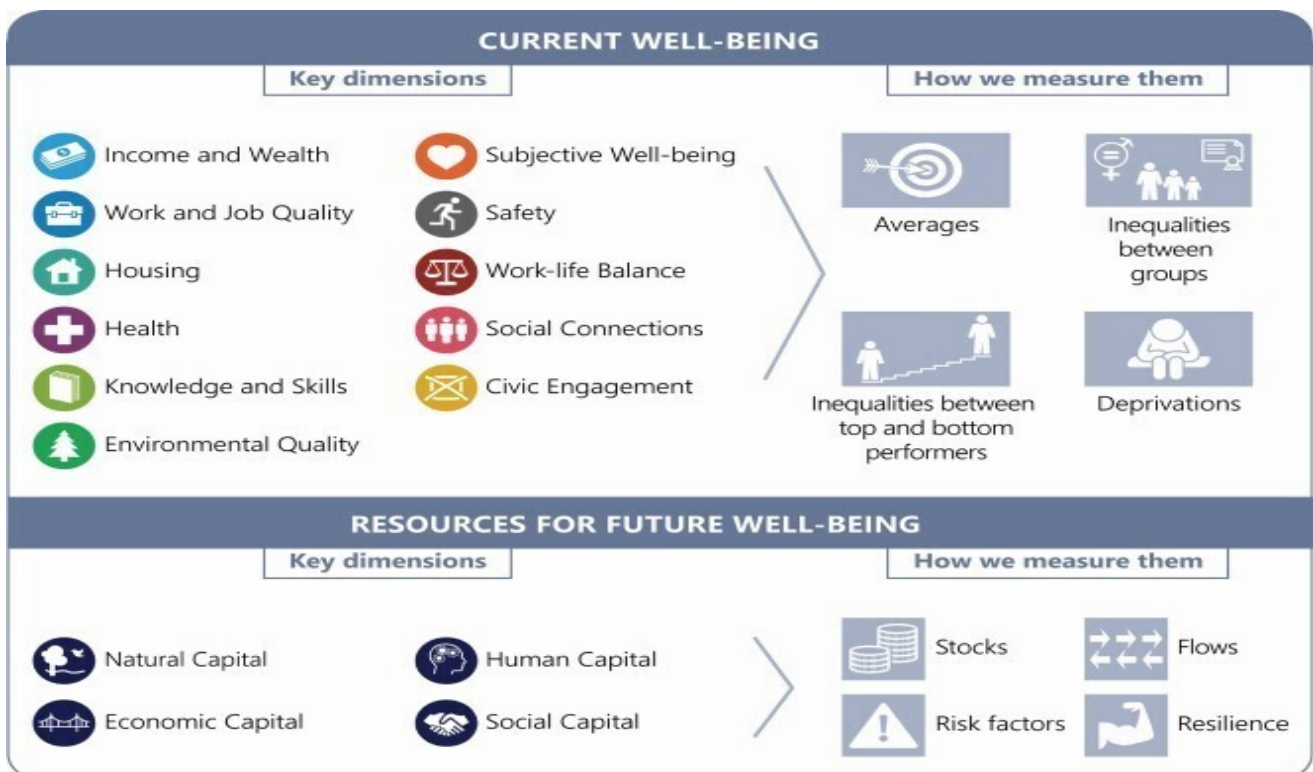 CURRENT WELL-BEING
Key dimensions
How we measure them
Income and Wealth
Work and Job Quality
Housing
Health
Knowledge and Skills
Environmental Quality
Subjective Well-being
Safety
Work-life Balance
Social Connections
Civic Engagement
Averages
Inequalities
between
groups
Inequalities between
top and bottom
performers
Deprivations
RESOURCES FOR FUTURE WELL-BEING
Key dimensions
How we measure them
Natural Capital
Economic Capital
Human Capital
Social Capital
Stocks
Flows
Risk factors
Resilience